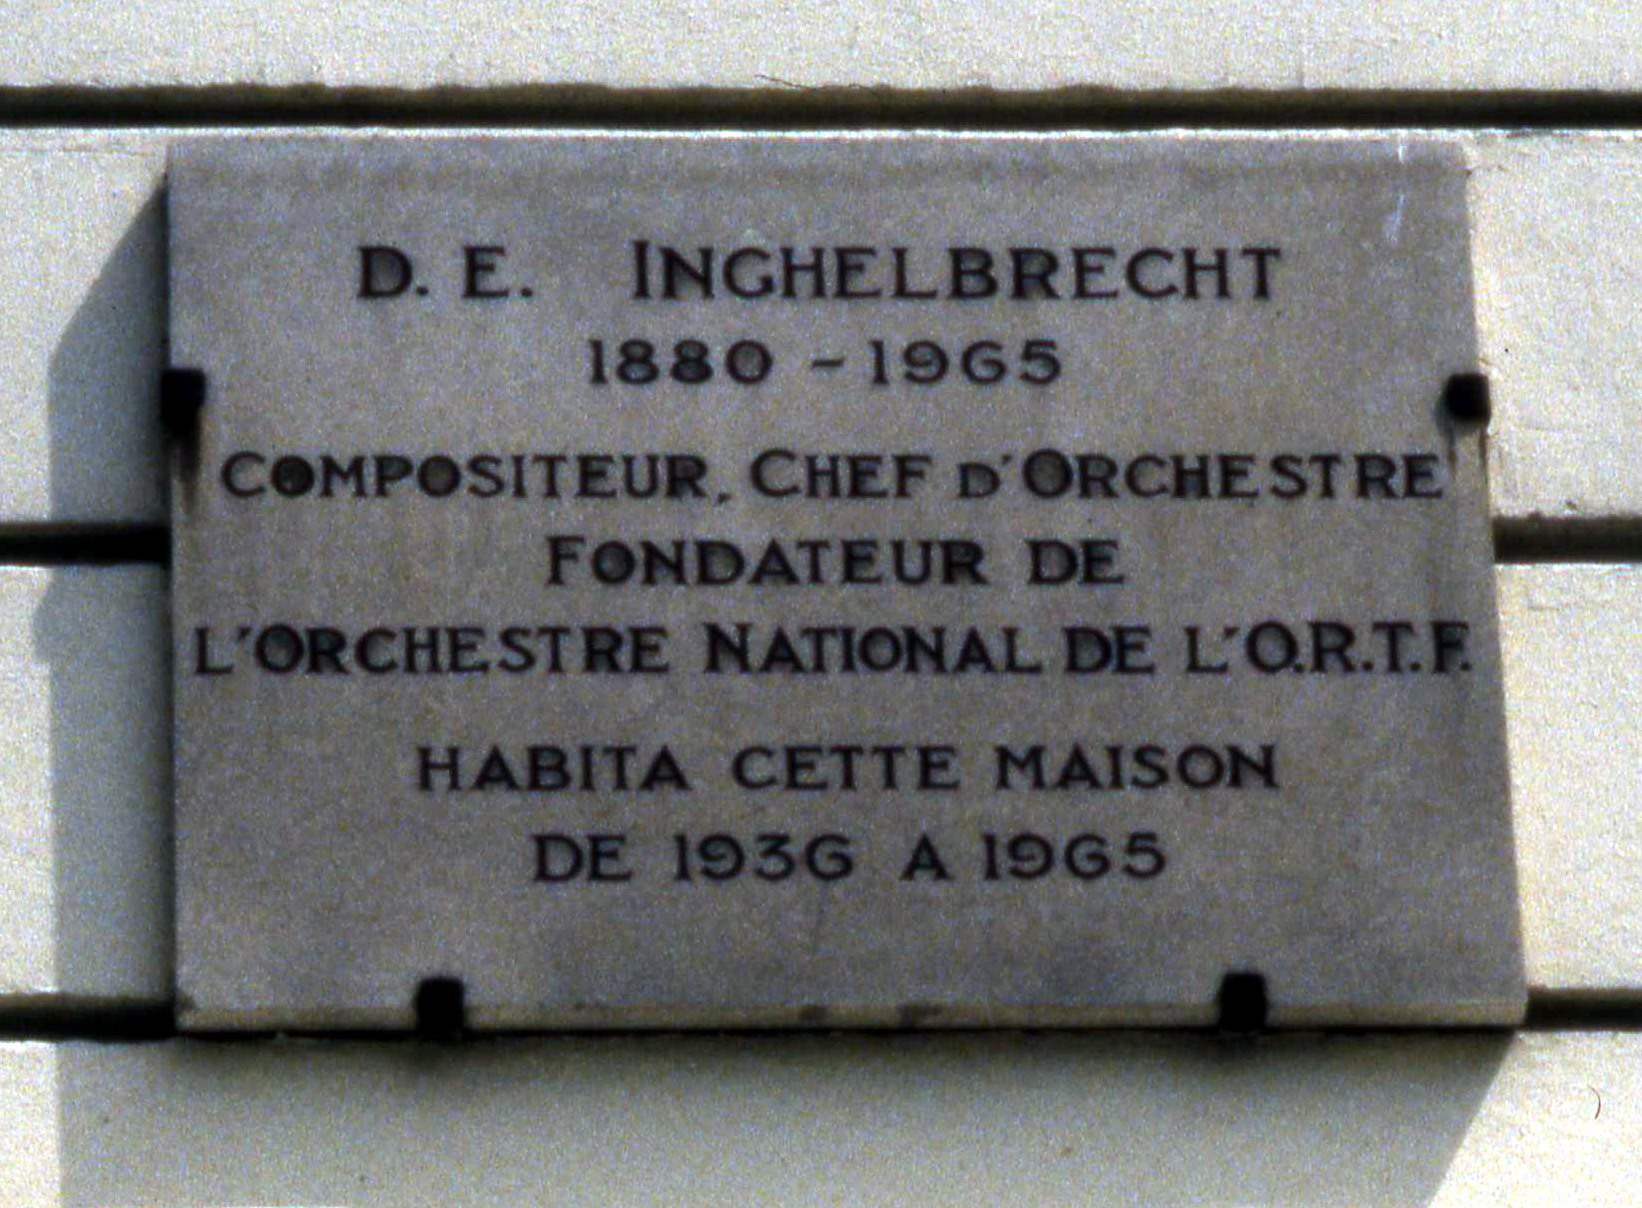 D. E. INGHELBRECHT
1880 - 1965
COMPOSITEUR, CHEF D'ORCHESTRE
FONDATEUR DE
L'ORCHESTRE NATIONAL DE L'O.R.T.F.
HABITA CETTE MAISON
DE 1936 A 1965